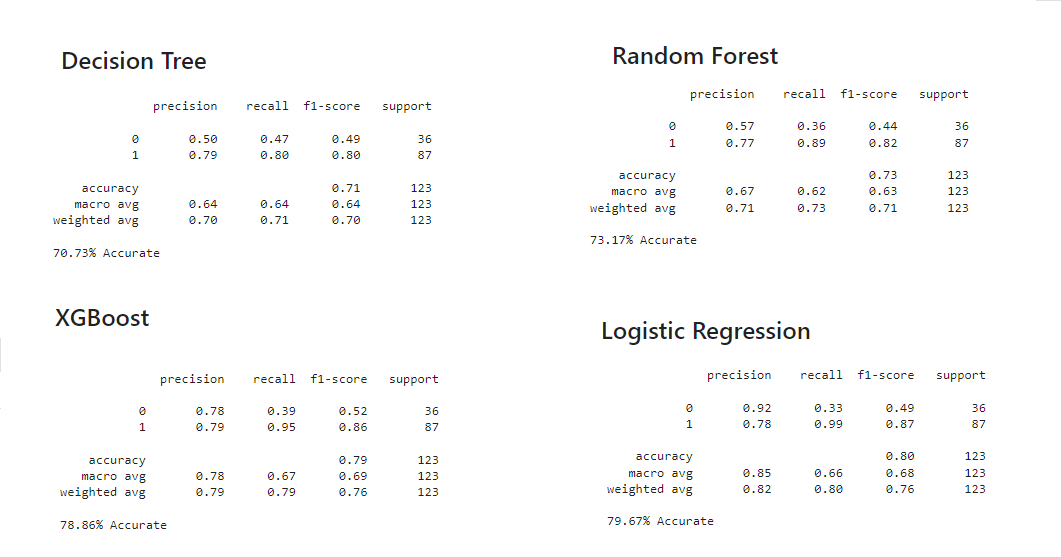 Decision Tree
precision recall f1-score support
0 0.50 0.47 0.49 36
1 0.79 0.80 0.80 87
accuracy 0.71 123
macro avg 0.64 0.64 0.64 123
weighted avg 0.70 0.71 0.70 123
70.73% Accurate
Random Forest
precision recall f1-score support
0 0.57 0.36 0.44 36
1 0.77 0.89 0.82 87
accuracy 0.73 123
macro avg 0.67 0.62 0.63 123
weighted avg 0.71 0.73 0.71 123
73.17% Accurate
XGBoost
precision recall f1-score support
0 0.78 0.39 0.52 36
1 0.79 0.95 0.86 87
accuracy 0.79 123
macro avg 0.78 0.67 0.69 123
weighted avg 0.79 0.79 0.76 123
78.86% Accurate
Logistic Regression
precision recall f1-score support
0 0.92 0.33 0.49 36
1 0.78 0.99 0.87 87
accuracy 0.80 123
macro avg 0.85 0.66 0.68 123
weighted avg 0.82 0.80 0.76 123
79.67% Accurate